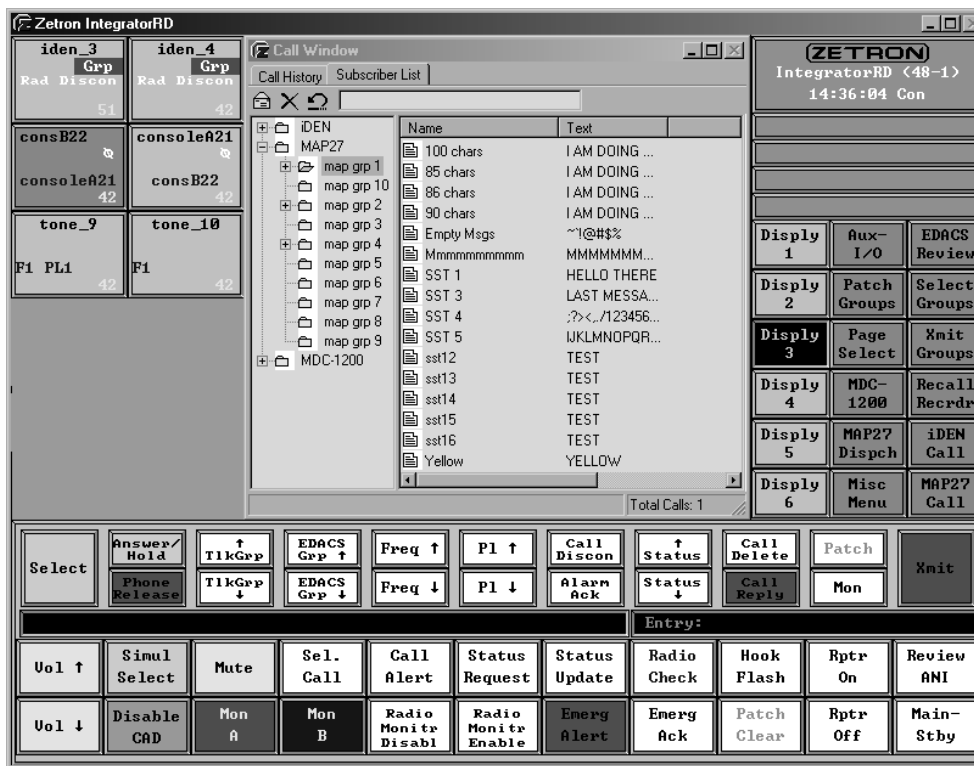 Zetron IntegratorRD
iden_3
Grp
Rad Discon
51
iden_4
Grp
Rad Discon
42
consB22
consoleA21
42
consoleA21
consB22
42
tone_9
F1 PL1
42
tone_10
F1
42
Call Window
Call History
Subscriber List
iDEN
MAP27
map grp 1
map grp 10
map grp 2
map grp 3
map grp 4
map grp 5
map grp 6
map grp 7
map grp 8
map grp 9
MDC-1200
Name Text
100 chars I AM DOING ...
85 chars I AM DOING ...
86 chars I AM DOING ...
90 chars I AM DOING ...
Empty Msgs ~`!@#$%
Mmmmmmmmmmm MMMMMMM...
SST 1 HELLO THERE
SST 3 LAST MESSA...
SST 4 ;?><,./123456...
SST 5 IJKLMNOPQR...
sst12 TEST
sst13 TEST
sst14 TEST
sst15 TEST
sst16 TEST
Yellow YELLOW
Total Calls: 1
ZETRON
IntegratorRD (48-1)
14:36:04 Con
Disply 1
Aux-I/O
EDACS Review
Disply 2
Patch Groups
Select Groups
Disply 3
Page Select
Xmit Groups
Disply 4
MDC-1200
Recall Recrdr
Disply 5
MAP27 Dispch
iDEN Call
Disply 6
Misc Menu
MAP27 Call
Select
Answer/Hold
↑ TlkGrp
EDACS Grp ↑
Freq ↑
Pl ↑
Call Discon
↑ Status
Call Delete
Patch
Xmit
Phone Release
TlkGrp ↓
EDACS Grp ↓
Freq ↓
Pl ↓
Alarm Ack
Status ↓
Call Reply
Mon
Entry:
Vol ↑
Simul Select
Mute
Sel. Call
Call Alert
Status Request
Status Update
Radio Check
Hook Flash
Rptr On
Review ANI
Vol ↓
Disable CAD
Mon A
Mon B
Radio Monitr Disabl
Radio Monitr Enable
Emerg Alert
Emerg Ack
Patch Clear
Rptr Off
Main-Stby